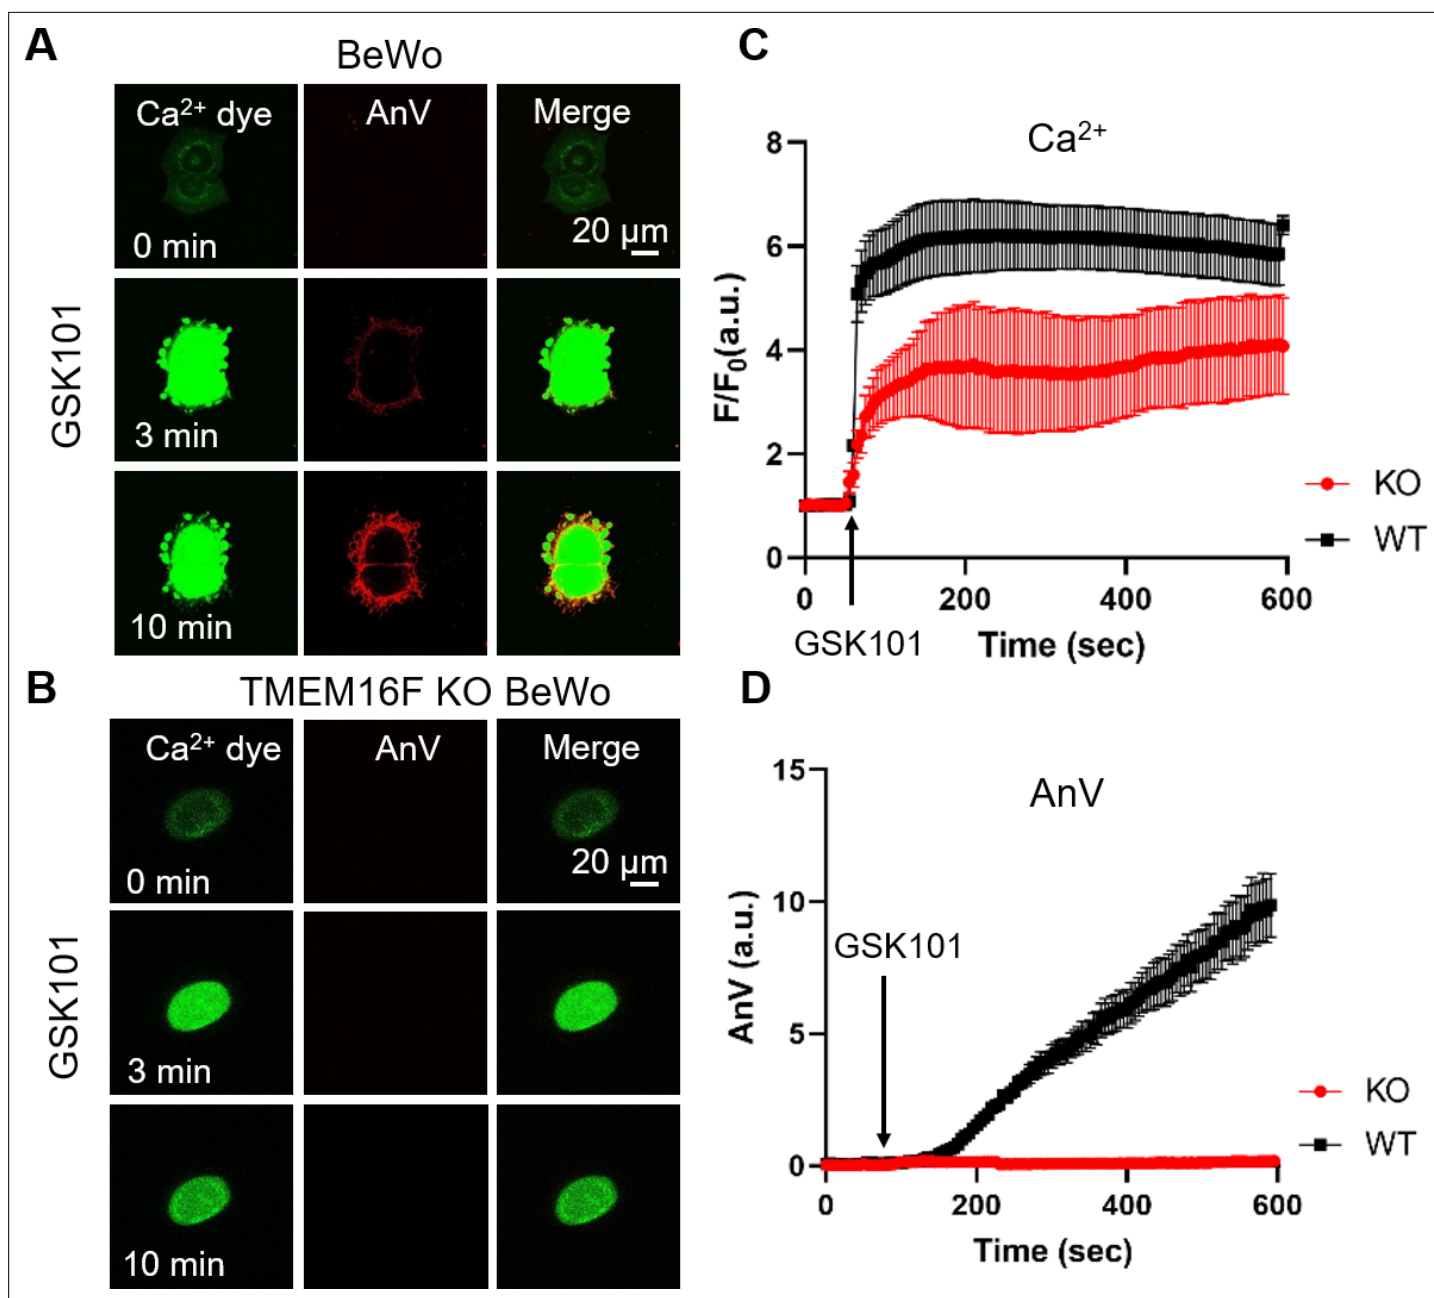 A
BeWo
Ca²⁺ dye
AnV
Merge
0 min
20 µm
GSK101
3 min
10 min
B
TMEM16F KO BeWo
Ca²⁺ dye
AnV
Merge
0 min
20 µm
GSK101
3 min
10 min
C
Ca²⁺
8
6
4
2
0
F/F₀(a.u.)
0 200 400 600
GSK101
Time (sec)
KO
WT
D
AnV
15
10
5
0
AnV (a.u.)
GSK101
0 200 400 600
Time (sec)
KO
WT